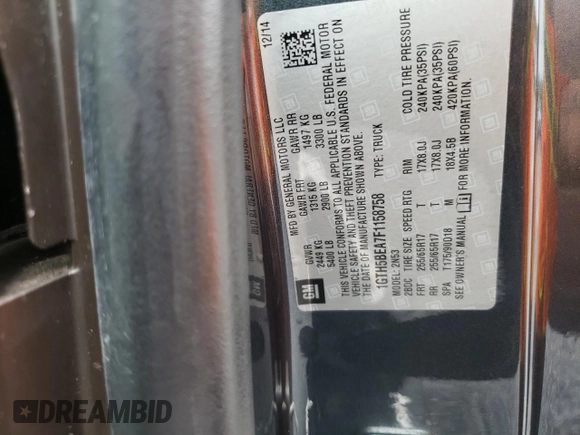 12/14
MFD BY GENERAL MOTORS LLC
GVWR GAWR FRT GAWR RR
2449 KG 1315 KG 1497 KG
5400 LB 2900 LB 3300 LB
THIS VEHICLE CONFORMS TO ALL APPLICABLE U.S. FEDERAL MOTOR
VEHICLE SAFETY AND THEFT PREVENTION STANDARDS IN EFFECT ON
THE DATE OF MANUFACTURE SHOWN ABOVE.
1GTH5BEA7F1158758 TYPE: TRUCK
MODEL: 2N53
2BDC TIRE SIZE SPEED RTG RIM COLD TIRE PRESSURE
FRT 255/65R17 T 17X8.0J 240KPA(35PSI)
RR 255/65R17 T 17X8.0J 240KPA(35PSI)
SPA T175/90D18 M 18X4.5B 420KPA(60PSI)
SEE OWNER'S MANUAL FOR MORE INFORMATION.
GM
DREAMBID